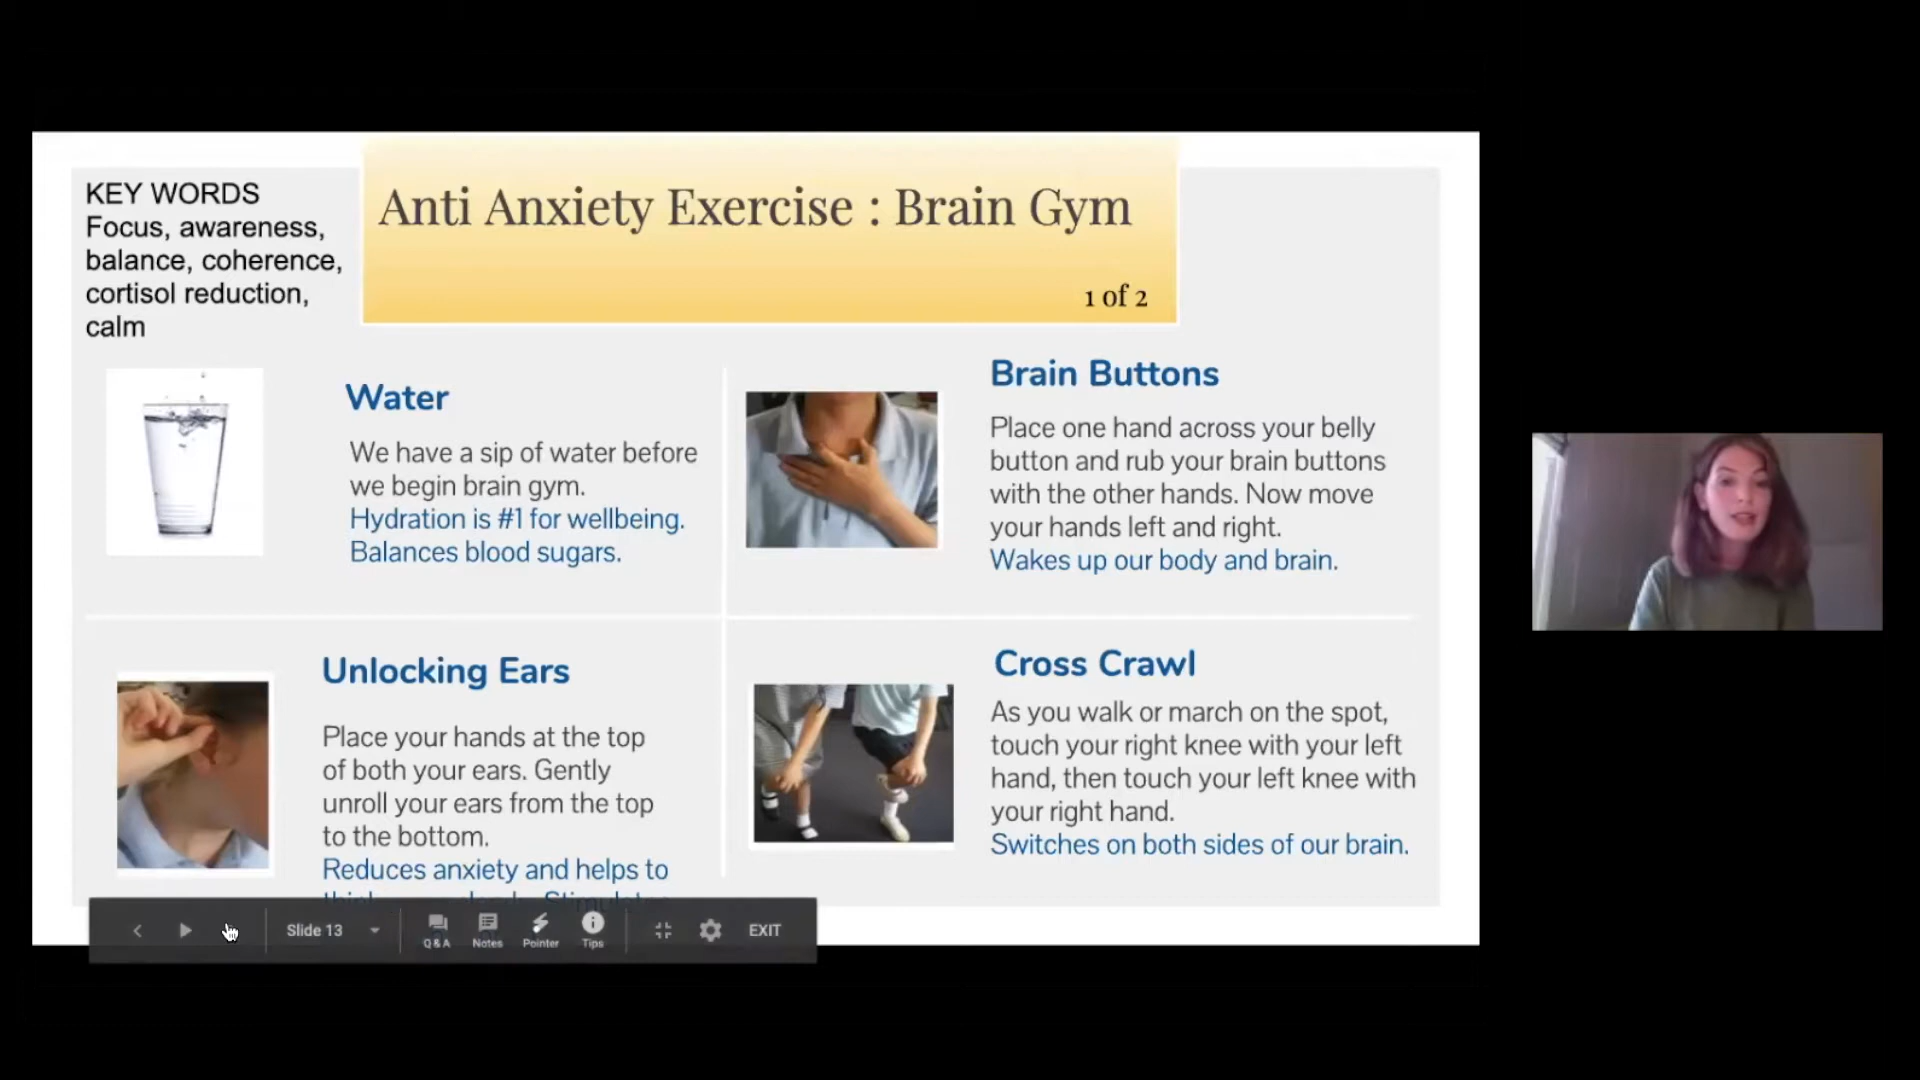 KEY WORDS
Focus, awareness,
balance, coherence,
cortisol reduction,
calm
Anti Anxiety Exercise : Brain Gym
1 of 2
Water
We have a sip of water before
we begin brain gym.
Hydration is #1 for wellbeing.
Balances blood sugars.
Brain Buttons
Place one hand across your belly
button and rub your brain buttons
with the other hands. Now move
your hands left and right.
Wakes up our body and brain.
Unlocking Ears
Place your hands at the top
of both your ears. Gently
unroll your ears from the top
to the bottom.
Reduces anxiety and helps to
Cross Crawl
As you walk or march on the spot,
touch your right knee with your left
hand, then touch your left knee with
your right hand.
Switches on both sides of our brain.
Slide 13
Q & A
Notes
Pointer
Tips
EXIT